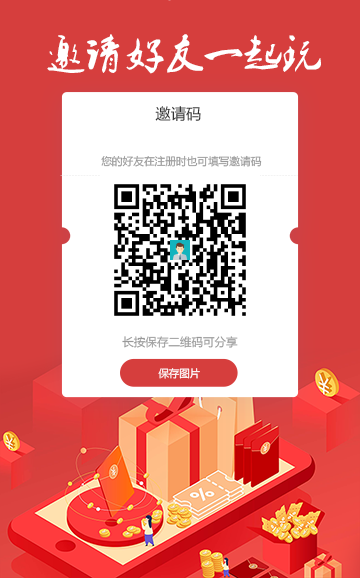 邀请好友一起玩
邀请码
您的好友在注册时也可填写邀请码
长按保存二维码可分享
保存图片
%